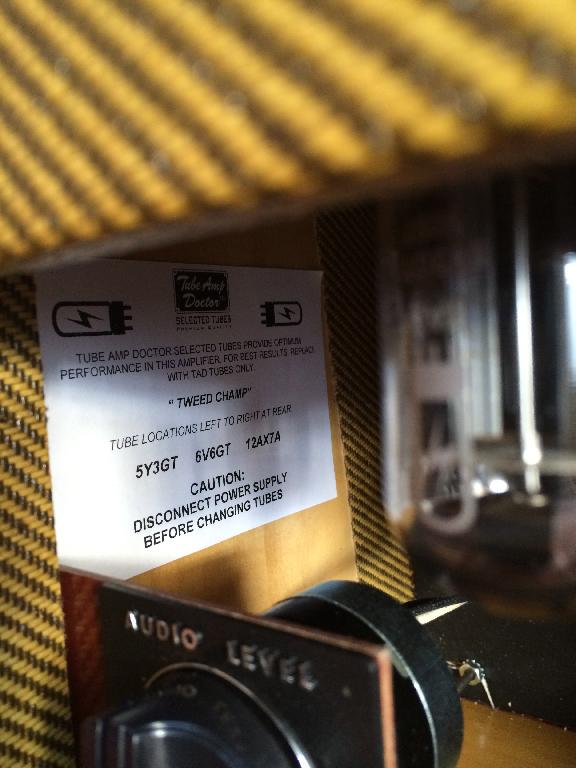 Tube Amp
Doctor
SELECTED TUBES
PREMIUM QUALITY
TUBE AMP DOCTOR SELECTED TUBES PROVIDE OPTIMUM
PERFORMANCE IN THIS AMPLIFIER. FOR BEST RESULTS, REPLACE
WITH TAD TUBES ONLY.
"TWEED CHAMP"
TUBE LOCATIONS LEFT TO RIGHT AT REAR
5Y3GT 6V6GT 12AX7A
CAUTION:
DISCONNECT POWER SUPPLY
BEFORE CHANGING TUBES
AUDIO LEVEL